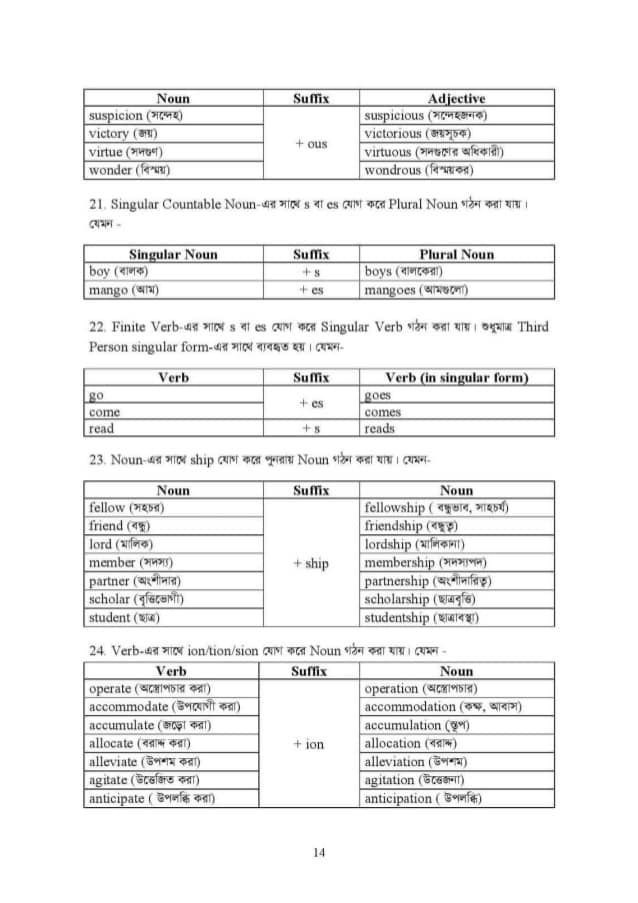 Noun Suffix Adjective
suspicion (সন্দেহ) suspicious (সন্দেহজনক)
victory (জয়) victorious (জয়সূচক)
+ ous
virtue (সদগুণ) virtuous (সদগুণের অধিকারী)
wonder (বিস্ময়) wondrous (বিস্ময়কর)
21. Singular Countable Noun-এর সাথে s বা es যোগ করে Plural Noun গঠন করা যায়।
যেমন -
Singular Noun Suffix Plural Noun
boy (বালক) + s boys (বালকেরা)
mango (আম) + es mangoes (আমগুলো)
22. Finite Verb-এর সাথে s বা es যোগ করে Singular Verb গঠন করা যায়। শুধুমাত্র Third
Person singular form-এর সাথে ব্যবহৃত হয়। যেমন-
Verb Suffix Verb (in singular form)
go goes
+ es
come comes
read + s reads
23. Noun-এর সাথে ship যোগ করে পুনরায় Noun গঠন করা যায়। যেমন-
Noun Suffix Noun
fellow (সহচর) fellowship ( বন্ধুভাব, সাহচর্য)
friend (বন্ধু) friendship (বন্ধুত্ব)
lord (মালিক) lordship (মালিকানা)
member (সদস্য) + ship membership (সদস্যপদ)
partner (অংশীদার) partnership (অংশীদারিত্ব)
scholar (বৃত্তিভোগী) scholarship (ছাত্রবৃত্তি)
student (ছাত্র) studentship (ছাত্রাবস্থা)
24. Verb-এর সাথে ion/tion/sion যোগ করে Noun গঠন করা যায়। যেমন -
Verb Suffix Noun
operate (অস্ত্রোপচার করা) operation (অস্ত্রোপচার)
accommodate (উপযোগী করা) accommodation (কক্ষ, আবাস)
accumulate (জড়ো করা) accumulation (স্তূপ)
allocate (বরাদ্দ করা) + ion allocation (বরাদ্দ)
alleviate (উপশম করা) alleviation (উপশম)
agitate (উত্তেজিত করা) agitation (উত্তেজনা)
anticipate ( উপলব্ধি করা) anticipation ( উপলব্ধি)
14